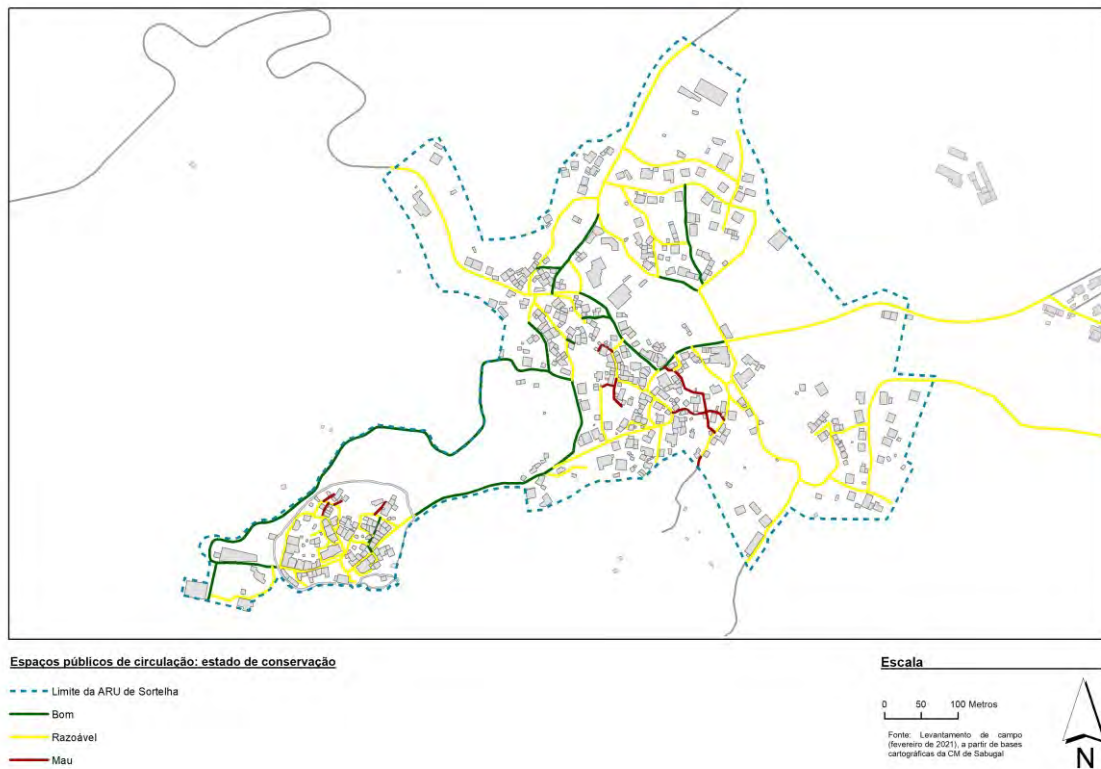 Espaços públicos de circulação: estado de conservação
Limite da ARU de Sortelha
Bom
Razoável
Mau
Escala
0 50 100 Metros
Fonte: Levantamento de campo
(fevereiro de 2021), a partir de bases
cartográficas da CM de Sabugal
N